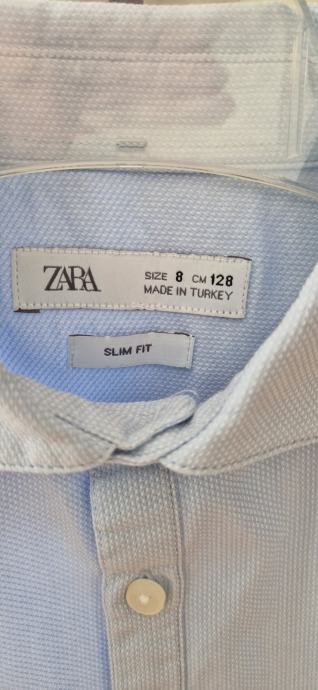 ZARA
SIZE 8 CM 128
MADE IN TURKEY
SLIM FIT